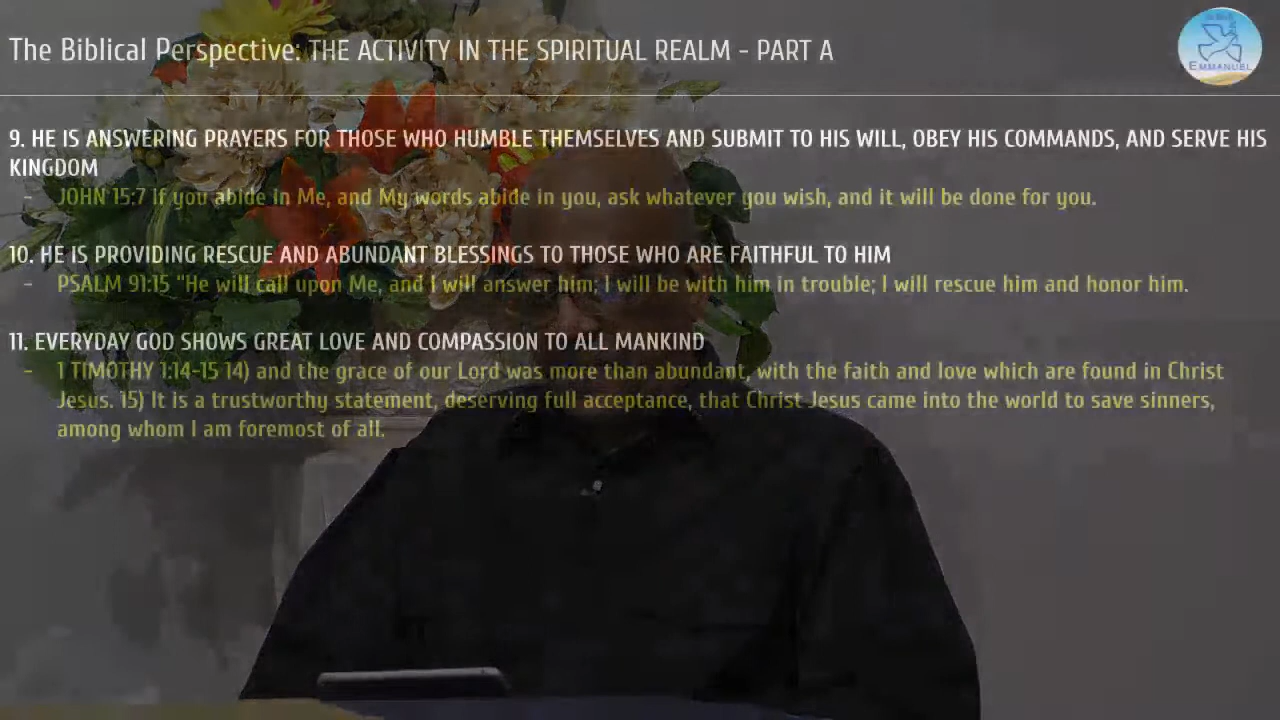 The Biblical Perspective: THE ACTIVITY IN THE SPIRITUAL REALM - PART A
EMMANUEL
9. HE IS ANSWERING PRAYERS FOR THOSE WHO HUMBLE THEMSELVES AND SUBMIT TO HIS WILL, OBEY HIS COMMANDS, AND SERVE HIS
KINGDOM
- JOHN 15:7 If you abide in Me, and My words abide in you, ask whatever you wish, and it will be done for you.
10. HE IS PROVIDING RESCUE AND ABUNDANT BLESSINGS TO THOSE WHO ARE FAITHFUL TO HIM
- PSALM 91:15 "He will call upon Me, and I will answer him; I will be with him in trouble; I will rescue him and honor him.
11. EVERYDAY GOD SHOWS GREAT LOVE AND COMPASSION TO ALL MANKIND
- 1 TIMOTHY 1:14-15 14) and the grace of our Lord was more than abundant, with the faith and love which are found in Christ
Jesus. 15) It is a trustworthy statement, deserving full acceptance, that Christ Jesus came into the world to save sinners,
among whom I am foremost of all.